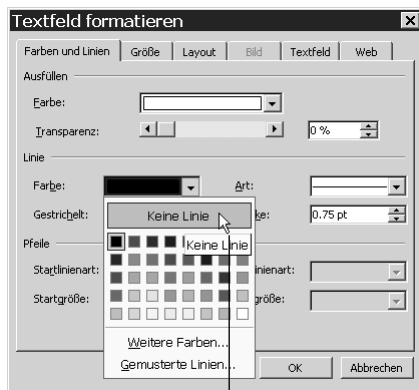 Textfeld formatieren
Farben und Linien Größe Layout Bild Textfeld Web
Ausfüllen
Farbe:
Transparenz: 0 %
Linie
Farbe: Art:
Gestrichelt: Keine Linie ke: 0.75 pt
Pfeile Keine Linie
Startlinienart: inienart:
Startgröße: größe:
Weitere Farben...
Gemusterte Linien...
OK Abbrechen